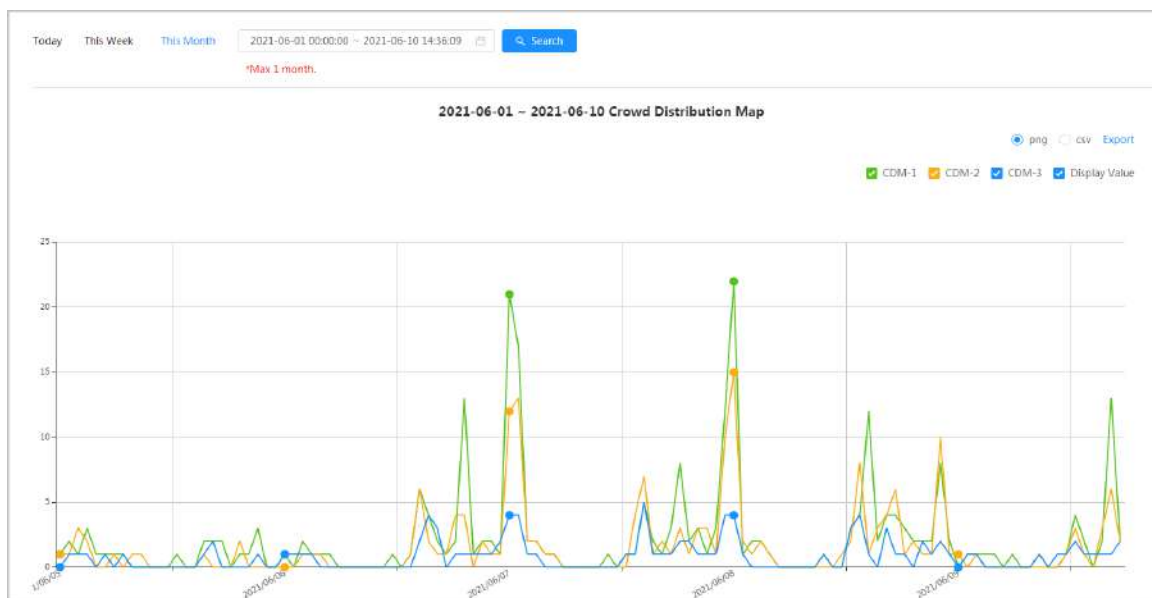 Today This Week This Month 2021-06-01 00:00:00 ~ 2021-06-10 14:36:09 Search
*Max 1 month.
2021-06-01 ~ 2021-06-10 Crowd Distribution Map
png csv Export
CDM-1 CDM-2 CDM-3 Display Value
25
20
15
10
5
0
1/06/05 2021/06/06 2021/06/07 2021/06/08 2021/06/09